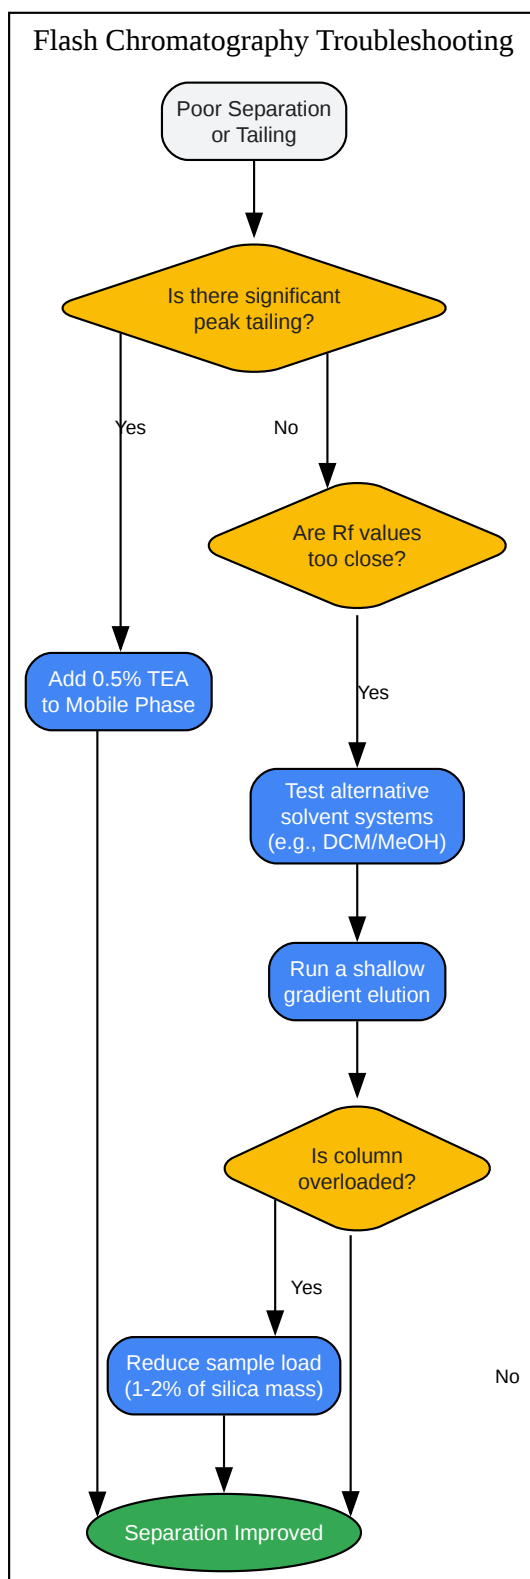 Flash Chromatography Troubleshooting
Poor Separation
or Tailing
Is there significant
peak tailing?
Yes
No
Are Rf values
too close?
Add 0.5% TEA
to Mobile Phase
Yes
Test alternative
solvent systems
(e.g., DCM/MeOH)
Run a shallow
gradient elution
Is column
overloaded?
Yes
Reduce sample load
(1-2% of silica mass)
No
Separation Improved